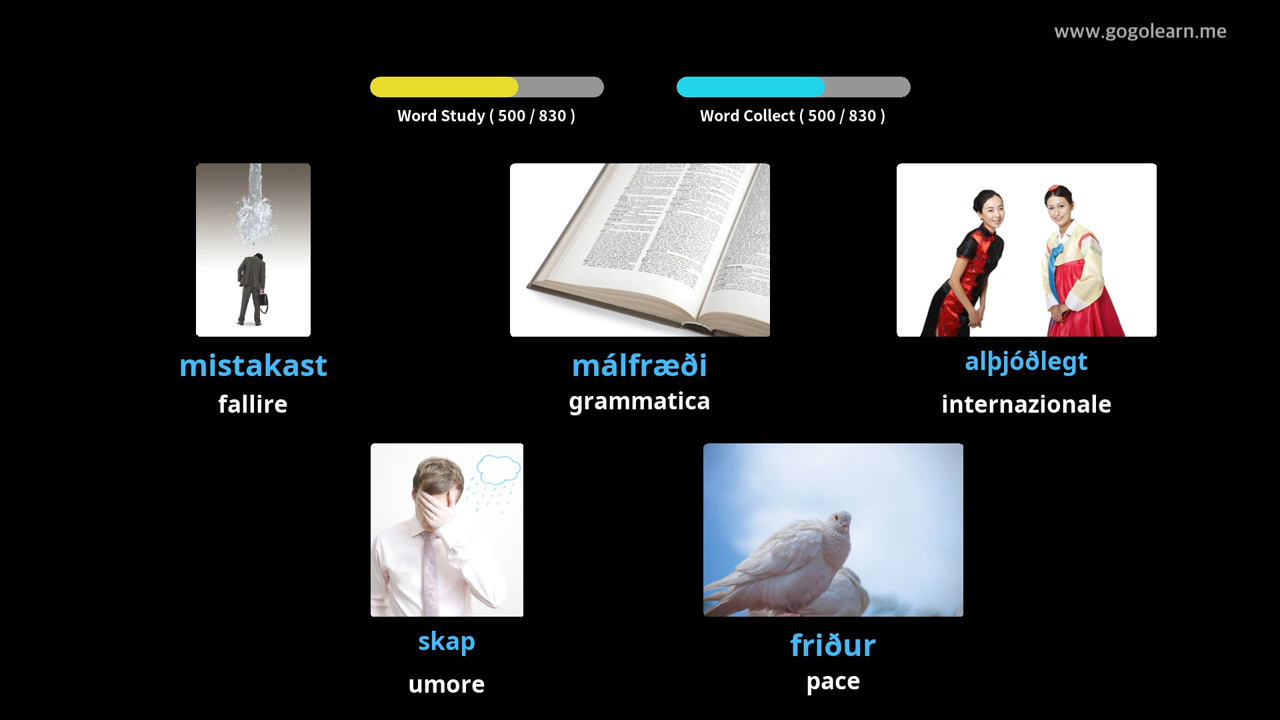 www.gogolearn.me
Word Study ( 500 / 830 )
Word Collect ( 500 / 830 )
mistakast
fallire
málfræði
grammatica
alþjóðlegt
internazionale
skap
umore
friður
pace